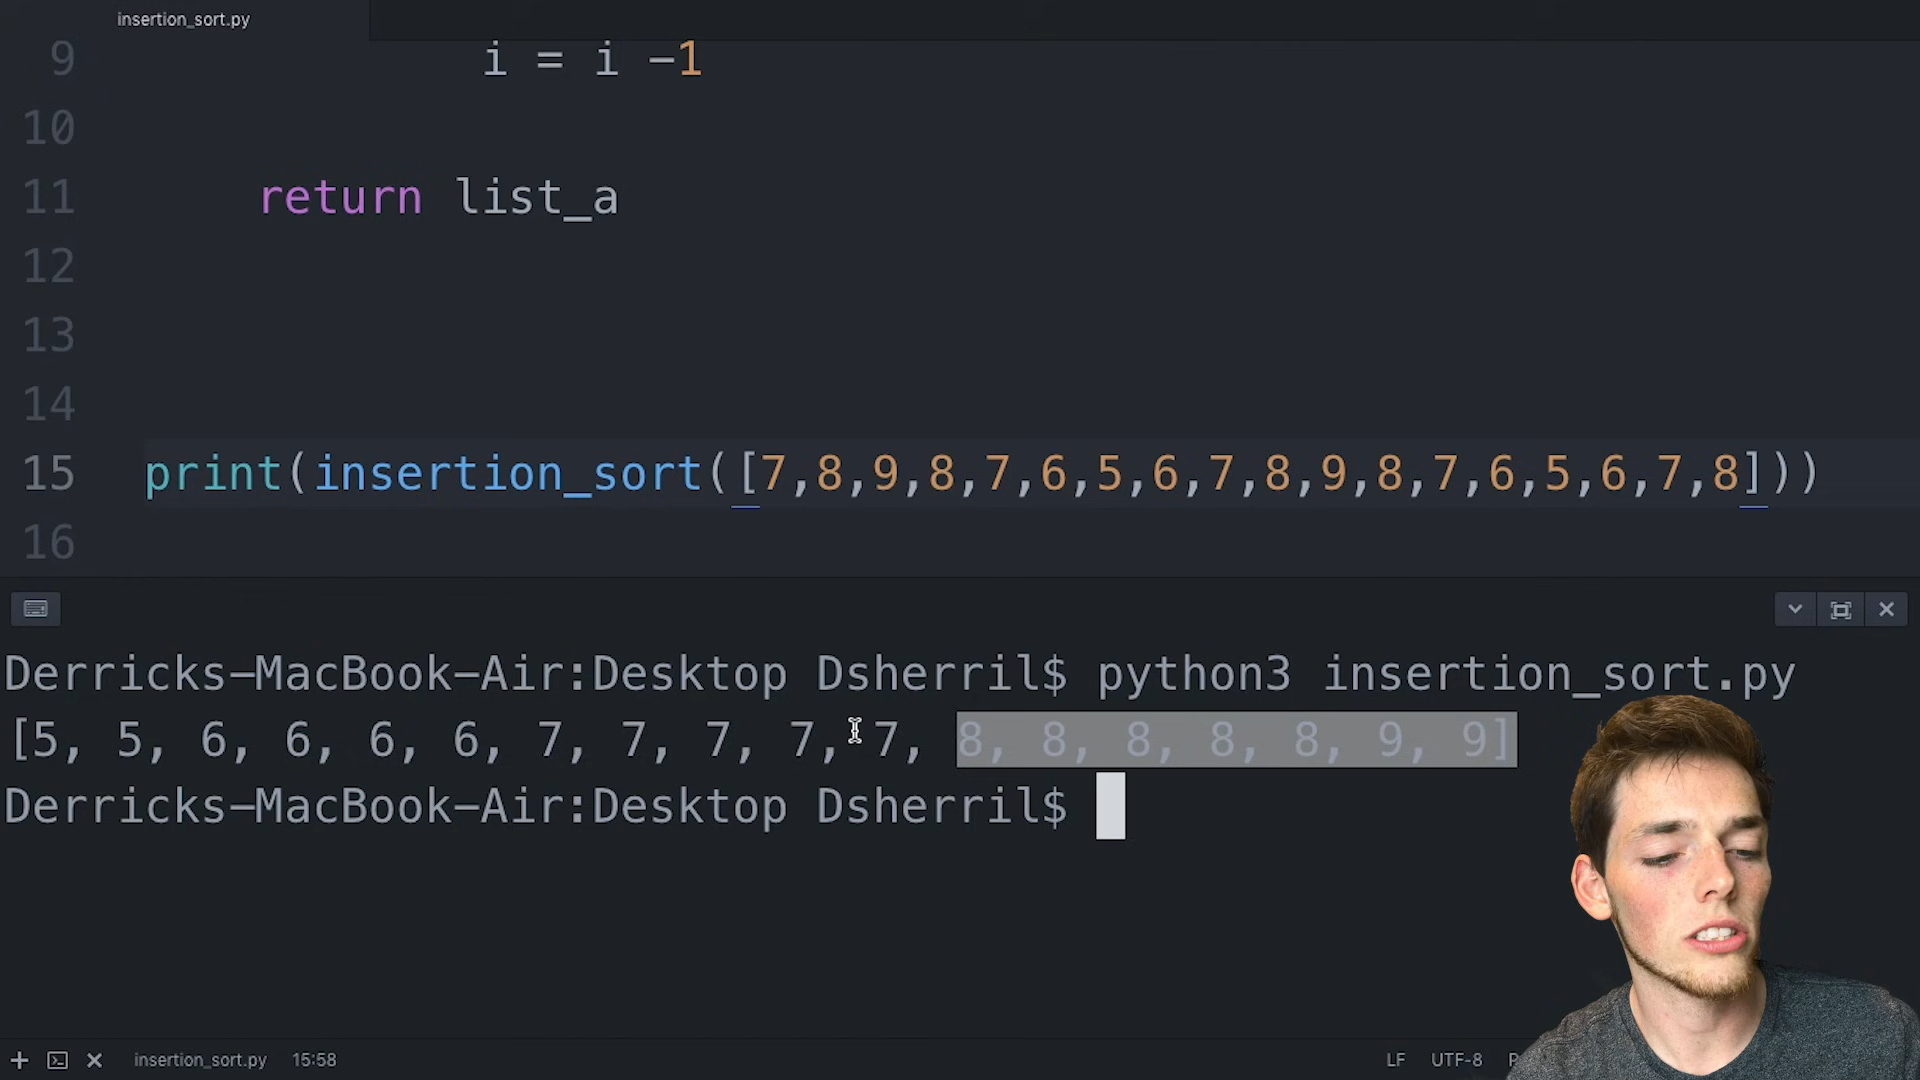 insertion_sort.py
9 i = i -1
10
11 return list_a
12
13
14
15 print(insertion_sort([7,8,9,8,7,6,5,6,7,8,9,8,7,6,5,6,7,8]))
16
Derricks-MacBook-Air:Desktop Dsherril$ python3 insertion_sort.py
[5, 5, 6, 6, 6, 6, 7, 7, 7, 7, 7, 8, 8, 8, 8, 8, 9, 9]
Derricks-MacBook-Air:Desktop Dsherril$
insertion_sort.py 15:58 LF UTF-8